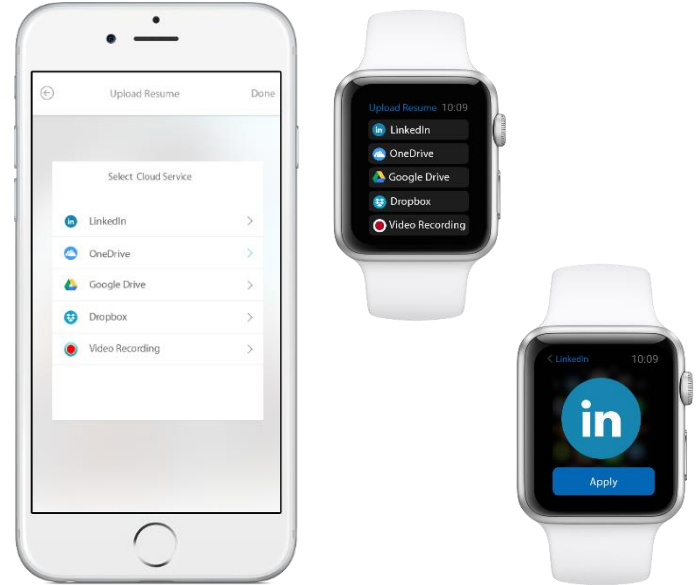 Upload Resume Done
Select Cloud Service
LinkedIn
OneDrive
Google Drive
Dropbox
Video Recording
Upload Resume 10:09
in LinkedIn
OneDrive
Google Drive
Dropbox
Video Recording
LinkedIn 10:09
in
Apply